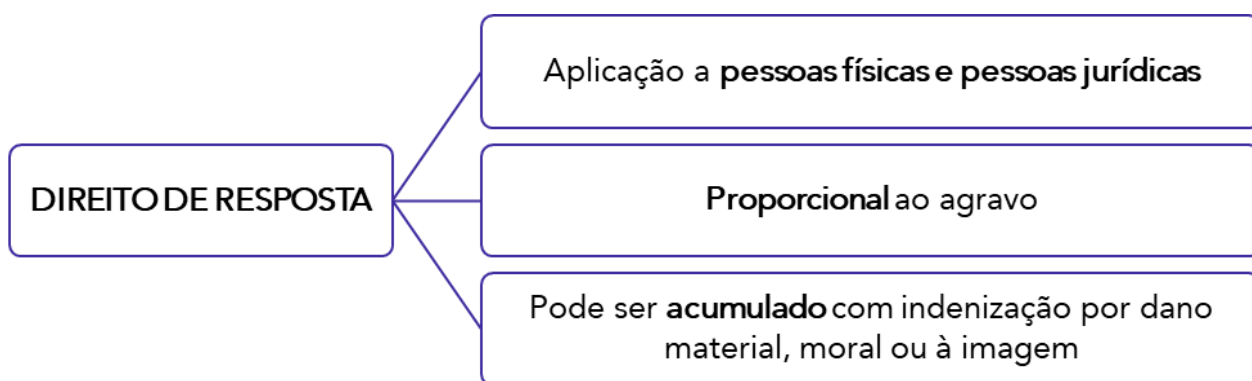 DIREITO DE RESPOSTA
Aplicação a pessoas físicas e pessoas jurídicas
Proporcional ao agravo
Pode ser acumulado com indenização por dano
material, moral ou à imagem